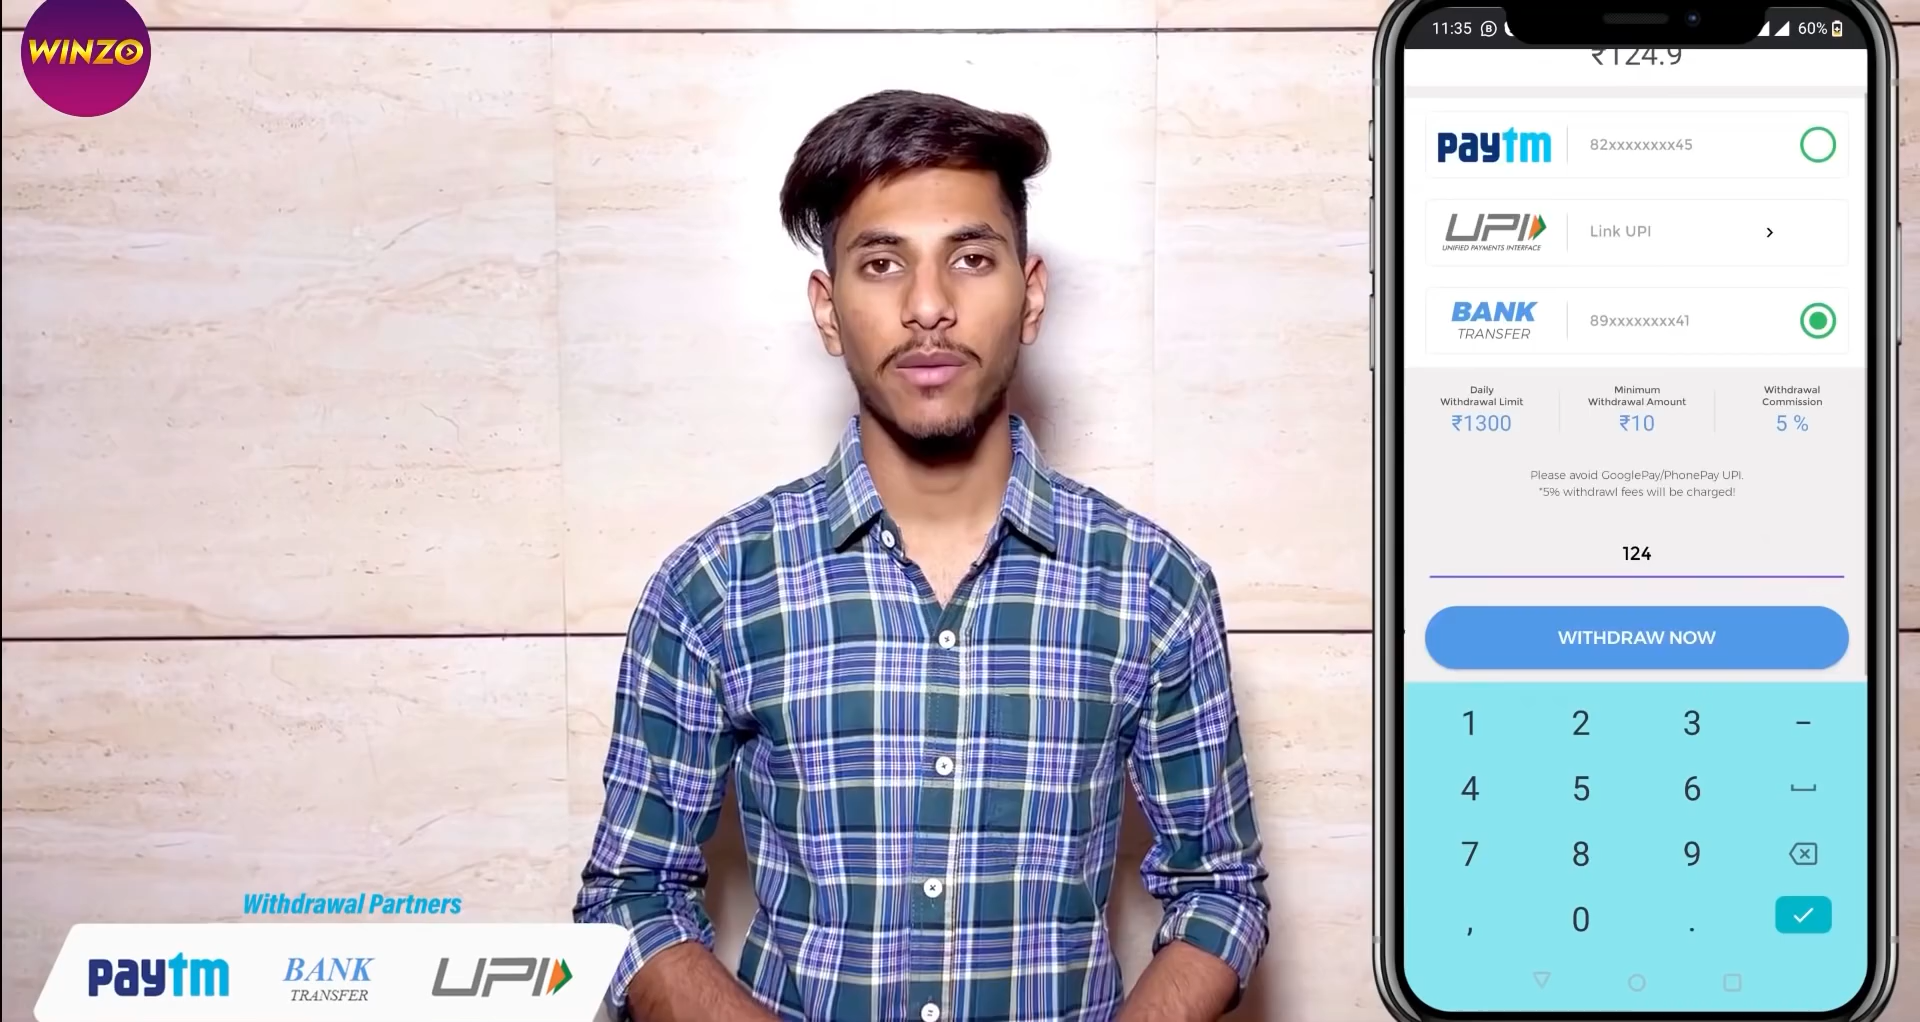 WINZO
11:35
60%
₹124.9
paytm
82xxxxxxxx45
UPI
UNIFIED PAYMENTS INTERFACE
Link UPI
BANK
TRANSFER
89xxxxxxxx41
Daily
Withdrawal Limit
₹1300
Minimum
Withdrawal Amount
₹10
Withdrawal
Commission
5 %
Please avoid GooglePay/PhonePay UPI.
*5% withdrawl fees will be charged!
124
WITHDRAW NOW
1 2 3 –
4 5 6
7 8 9
, 0 .
Withdrawal Partners
paytm
BANK
TRANSFER
UPI